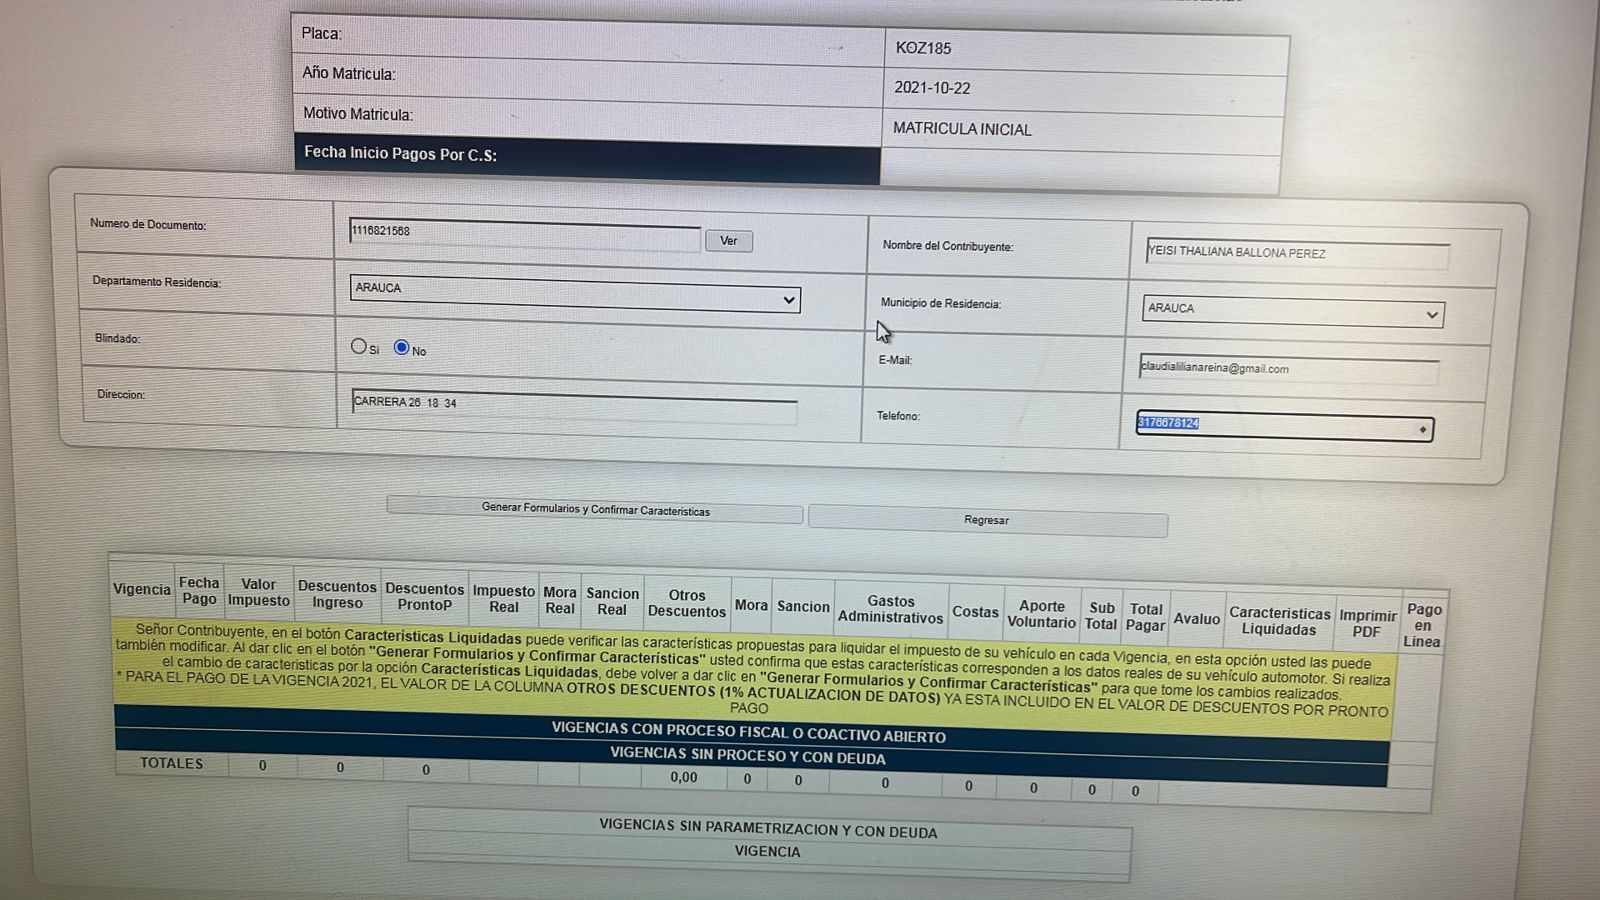 Placa: KOZ185
Año Matricula: 2021-10-22
Motivo Matricula: MATRICULA INICIAL
Fecha Inicio Pagos Por C.S:
Numero de Documento: 1116821568 Ver Nombre del Contribuyente: YEISI THALIANA BALLONA PEREZ
Departamento Residencia: ARAUCA Municipio de Residencia: ARAUCA
Blindado: Si No E-Mail: claudialilianareina@gmail.com
Direccion: CARRERA 26 18 34 Telefono: 3176678124
Generar Formularios y Confirmar Caracteristicas Regresar
Vigencia Fecha Pago Valor Impuesto Descuentos Ingreso Descuentos ProntoP Impuesto Real Mora Real Sancion Real Otros Descuentos Mora Sancion Gastos Administrativos Costas Aporte Voluntario Sub Total Total Pagar Avaluo Caracteristicas Liquidadas Imprimir PDF Pago en Linea
Señor Contribuyente, en el botón Características Liquidadas puede verificar las características propuestas para liquidar el impuesto de su vehículo en cada Vigencia, en esta opción usted las puede
también modificar. Al dar clic en el botón "Generar Formularios y Confirmar Características" usted confirma que estas características corresponden a los datos reales de su vehículo automotor. Si realiza
el cambio de caracteristicas por la opción Características Liquidadas, debe volver a dar clic en "Generar Formularios y Confirmar Características" para que tome los cambios realizados.
* PARA EL PAGO DE LA VIGENCIA 2021, EL VALOR DE LA COLUMNA OTROS DESCUENTOS (1% ACTUALIZACION DE DATOS) YA ESTA INCLUIDO EN EL VALOR DE DESCUENTOS POR PRONTO
PAGO
VIGENCIAS CON PROCESO FISCAL O COACTIVO ABIERTO
VIGENCIAS SIN PROCESO Y CON DEUDA
TOTALES 0 0 0 0,00 0 0 0 0 0 0 0
VIGENCIAS SIN PARAMETRIZACION Y CON DEUDA
VIGENCIA